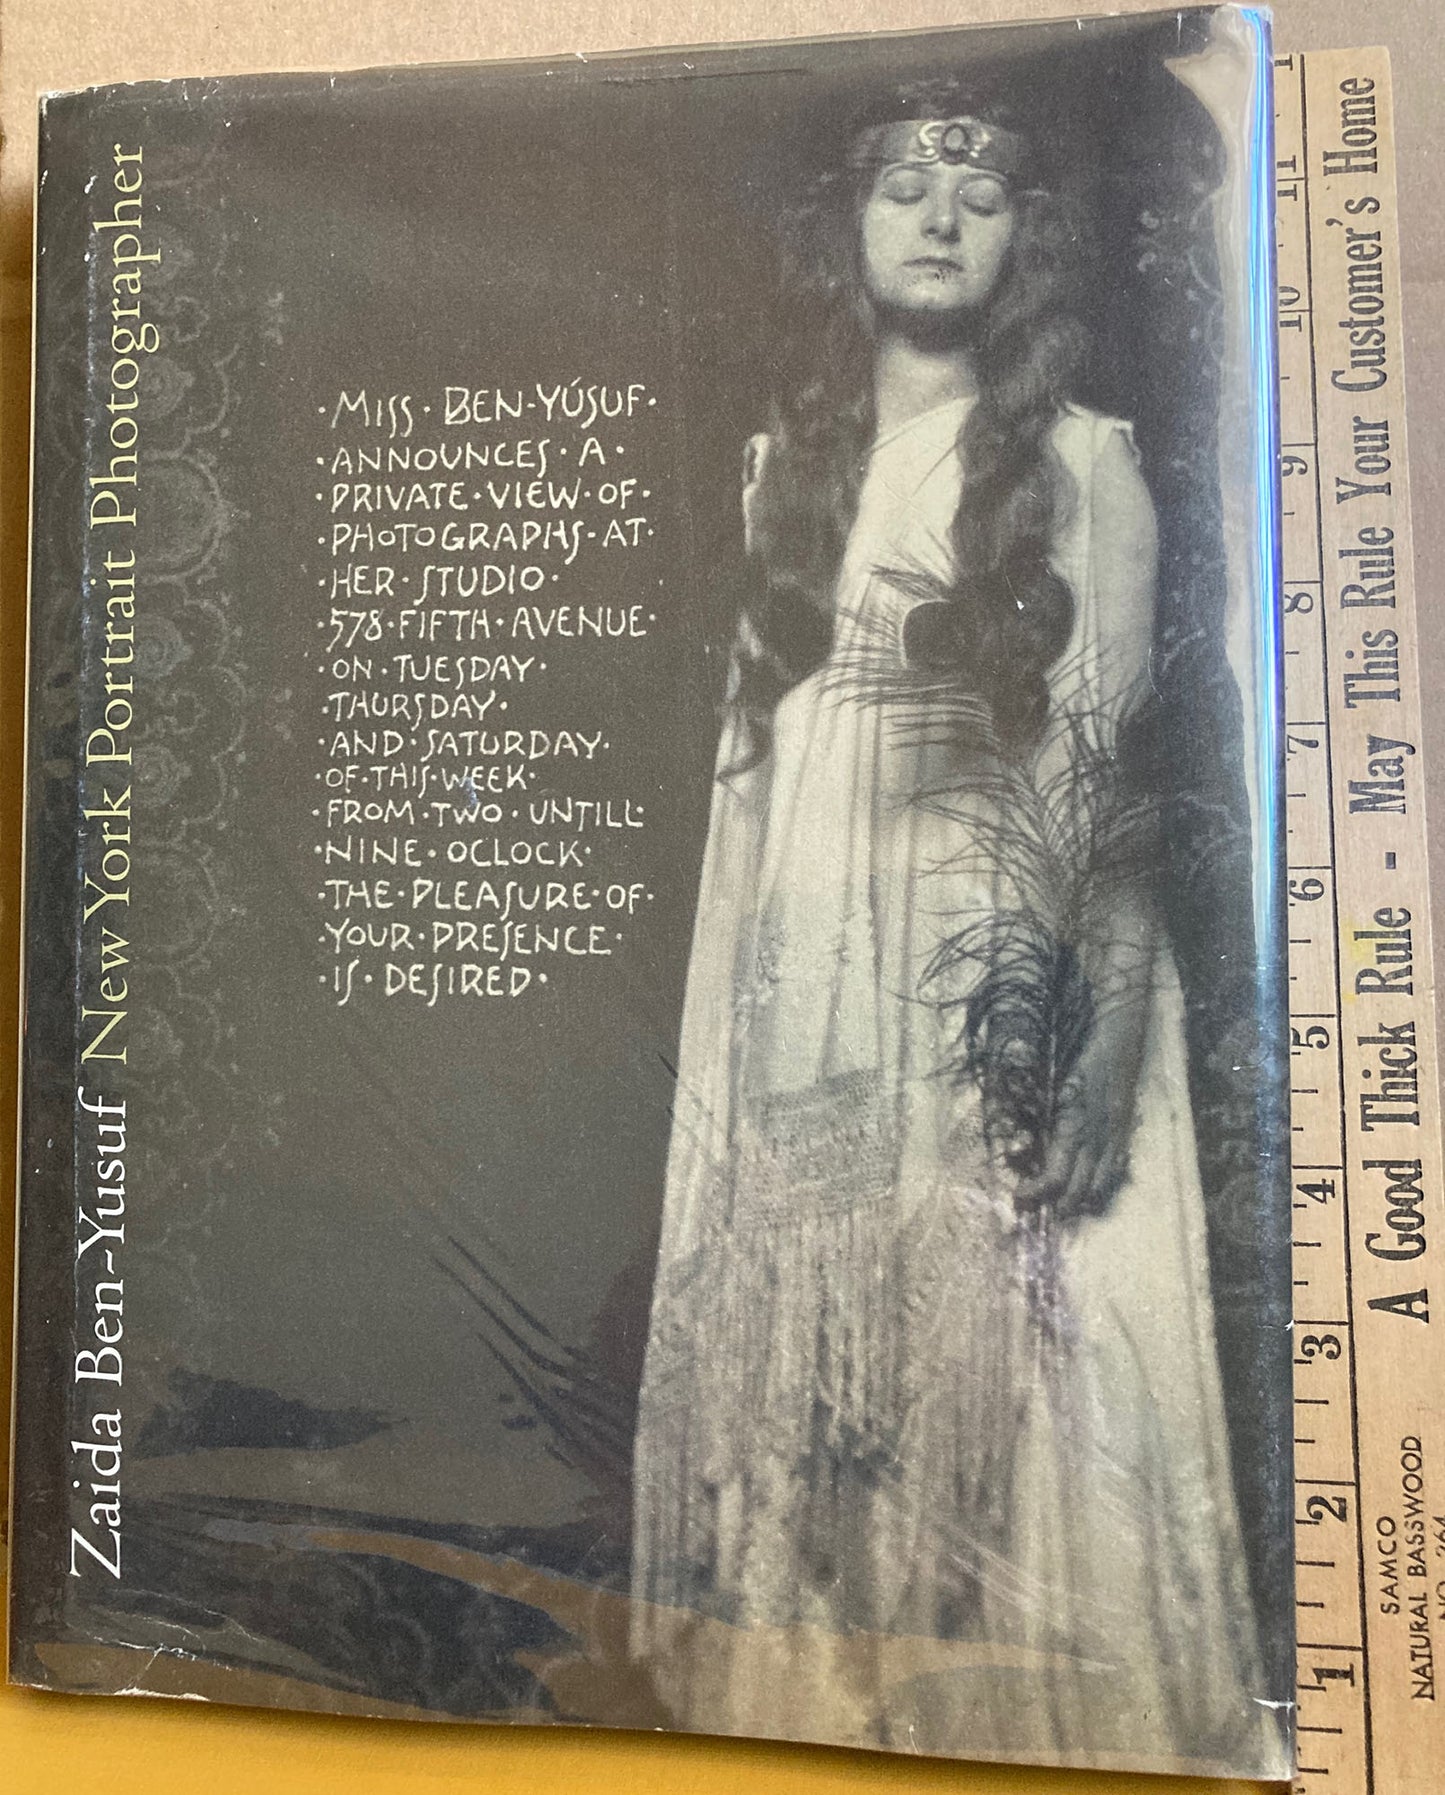 Zaida Ben-Yusuf New York Portrait Photographer
·MISS·BEN-YÚSUF·
·ANNOUNCES·A·
·PRIVATE·VIEW·OF·
·PHOTOGRAPHS·AT·
·HER·STUDIO·
·578·FIFTH·AVENUE·
·ON·TUESDAY·
·THURSDAY·
·AND·SATURDAY·
·OF·THIS·WEEK·
·FROM·TWO·UNTILL·
·NINE·OCLOCK·
·THE·PLEASURE·OF·
·YOUR·PRESENCE·
·IS·DESIRED·
1 2 3 4 5 6 7 8 9 10 11 1
A Good Thick Rule - May This Rule Your Customer's Home
SAMCO
NATURAL BASSWOOD
NO. 264